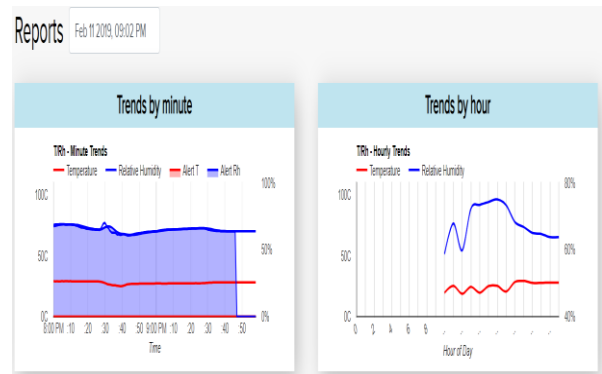 Reports Feb 11 2019, 09:02 PM
Trends by minute
T/Rh - Minute Trends
Temperature Relative Humidity Alert T Alert Rh
100C 100%
50C 50%
0C 0%
8:00 PM :10 :20 :30 :40 :50 9:00 PM :10 :20 :30 :40 :50
Time
Trends by hour
T/Rh - Hourly Trends
Temperature Relative Humidity
100C 80%
50C 60%
0C 40%
0 2 4 6 8
Hour of Day